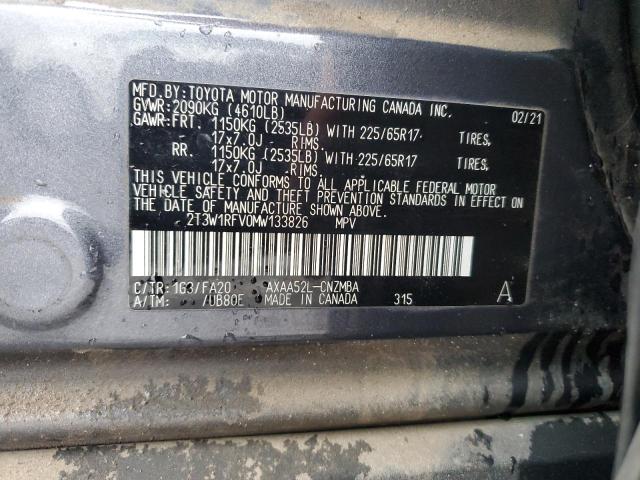 MFD.BY:TOYOTA MOTOR MANUFACTURING CANADA INC.
GVWR:2090KG (4610LB) 02/21
GAWR:FRT. 1150KG (2535LB) WITH 225/65R17 TIRES,
17x7.0J RIMS.
RR. 1150KG (2535LB) WITH 225/65R17 TIRES,
17x7.0J RIMS.
THIS VEHICLE CONFORMS TO ALL APPLICABLE FEDERAL MOTOR
VEHICLE SAFETY AND THEFT PREVENTION STANDARDS IN EFFECT ON
THE DATE OF MANUFACTURE SHOWN ABOVE.
2T3W1RFV0MW133826 MPV
C/TR:1G3/FA20 AXAA52L-CNZMBA
A/TM: /UB80E MADE IN CANADA 315 A